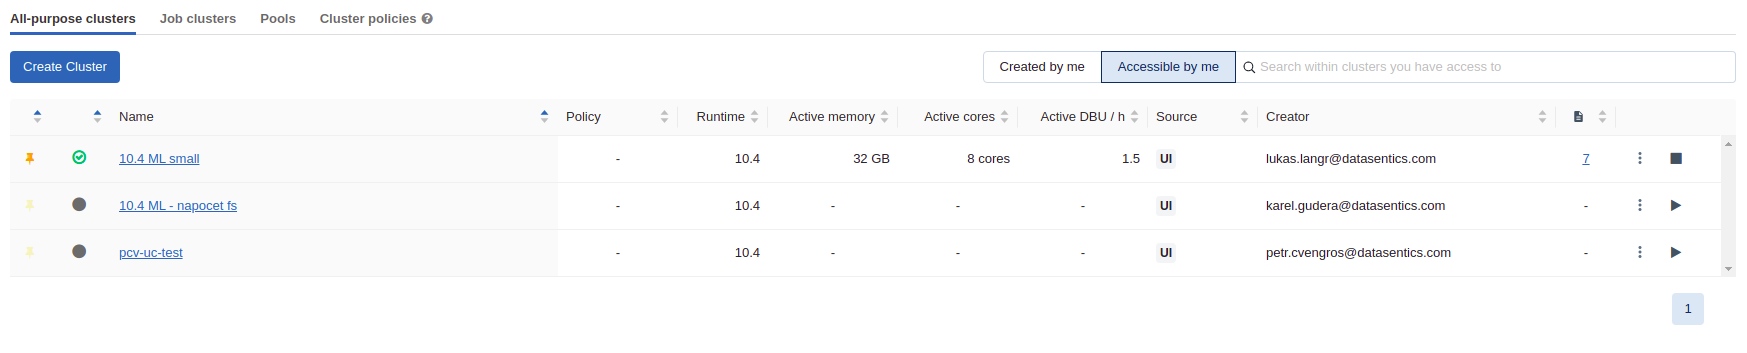 All-purpose clusters Job clusters Pools Cluster policies ?
Create Cluster Created by me Accessible by me Search within clusters you have access to
Name Policy Runtime Active memory Active cores Active DBU / h Source Creator
10.4 ML small - 10.4 32 GB 8 cores 1.5 UI lukas.langr@datasentics.com 7
10.4 ML - napocet fs - 10.4 - - - UI karel.gudera@datasentics.com -
pcv-uc-test - 10.4 - - - UI petr.cvengros@datasentics.com -
1